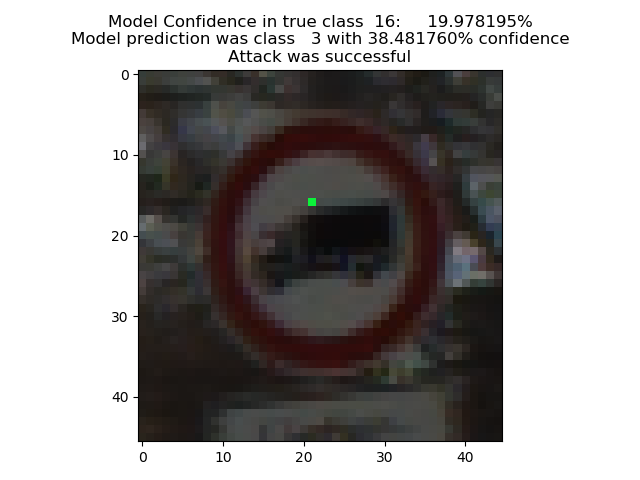 Model Confidence in true class  16:     19.978195%
Model prediction was class   3 with 38.481760% confidence
Attack was successful
0
10
20
30
40
0 10 20 30 40